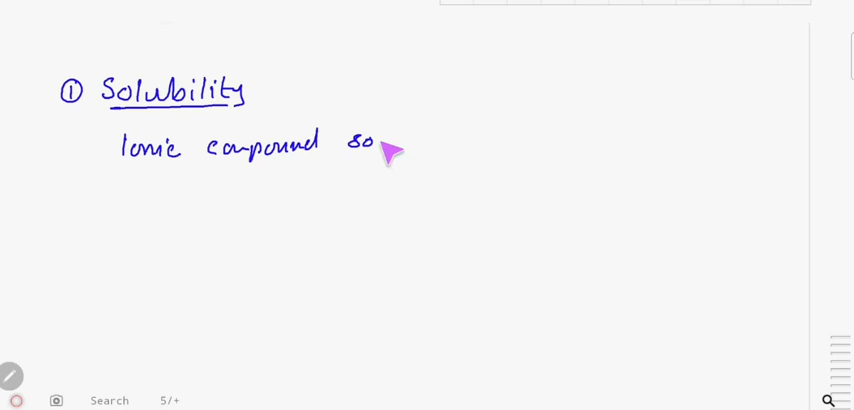 ① Solubility
Ionic compound so
Search 5/+